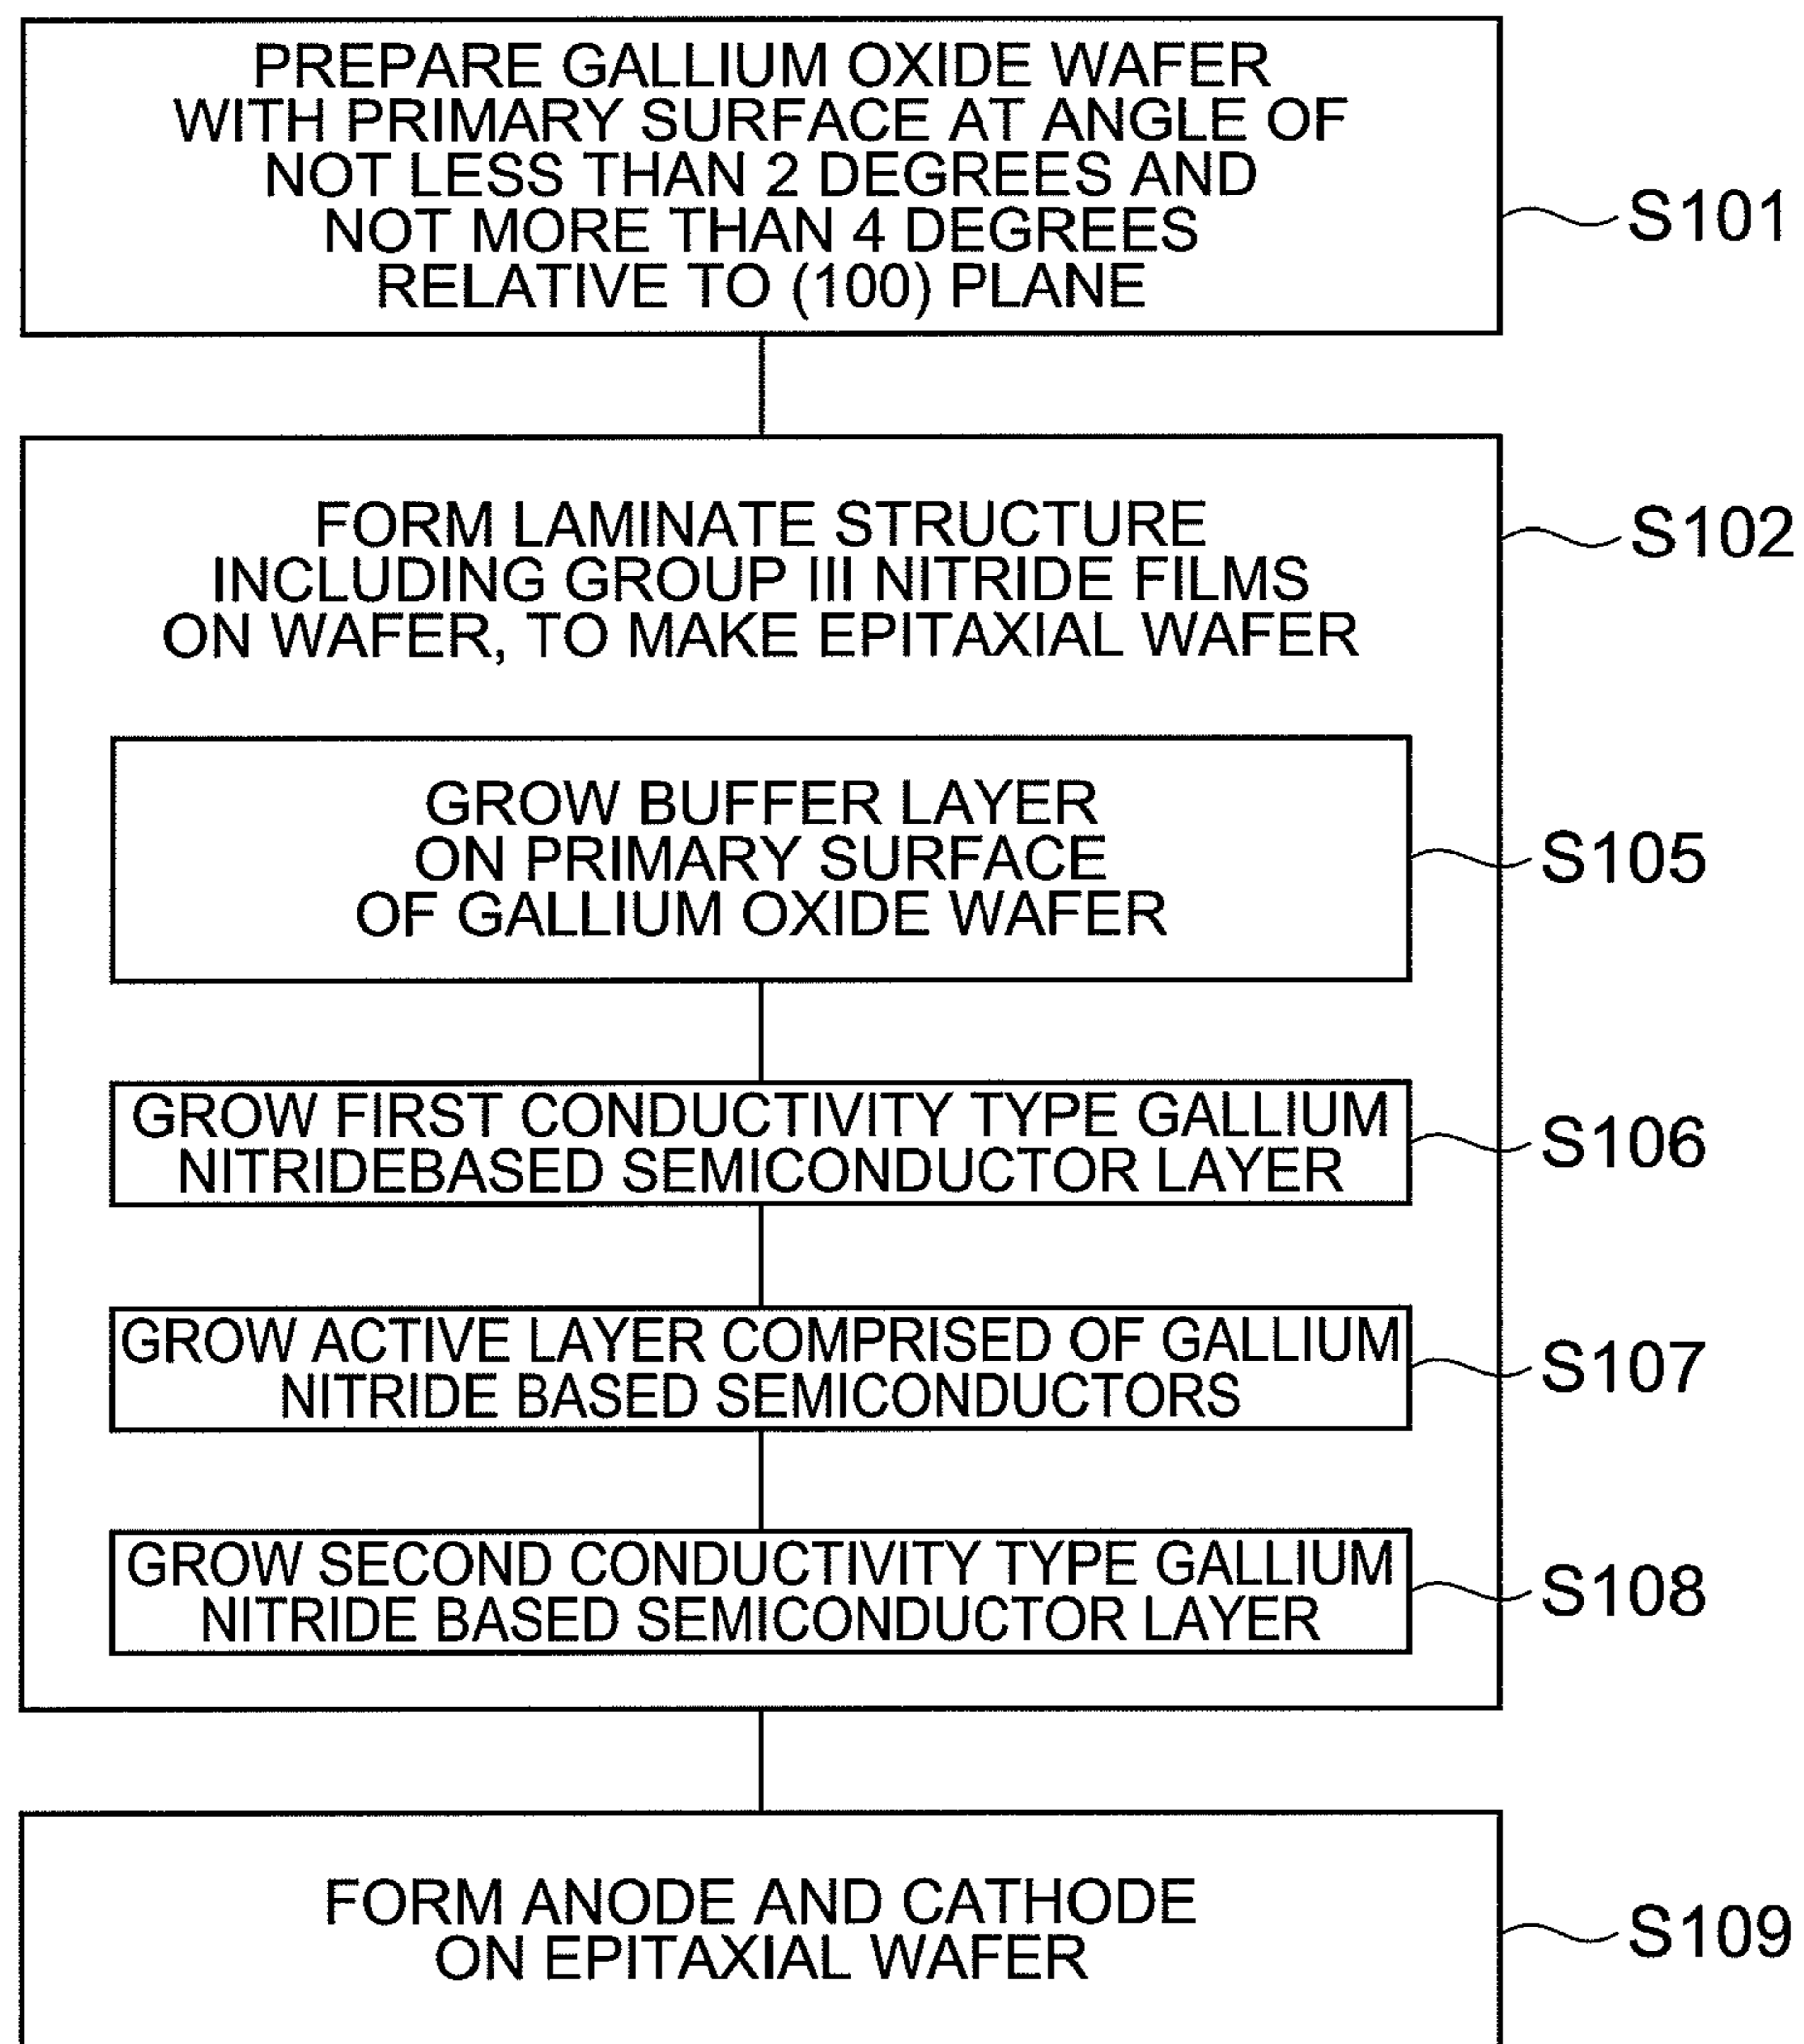 PREPARE GALLIUM OXIDE WAFER
WITH PRIMARY SURFACE AT ANGLE OF
NOT LESS THAN 2 DEGREES AND
NOT MORE THAN 4 DEGREES
RELATIVE TO (100) PLANE
S101
FORM LAMINATE STRUCTURE
INCLUDING GROUP III NITRIDE FILMS
ON WAFER, TO MAKE EPITAXIAL WAFER
S102
GROW BUFFER LAYER
ON PRIMARY SURFACE
OF GALLIUM OXIDE WAFER
S105
GROW FIRST CONDUCTIVITY TYPE GALLIUM
NITRIDEBASED SEMICONDUCTOR LAYER
S106
GROW ACTIVE LAYER COMPRISED OF GALLIUM
NITRIDE BASED SEMICONDUCTORS
S107
GROW SECOND CONDUCTIVITY TYPE GALLIUM
NITRIDE BASED SEMICONDUCTOR LAYER
S108
FORM ANODE AND CATHODE
ON EPITAXIAL WAFER
S109